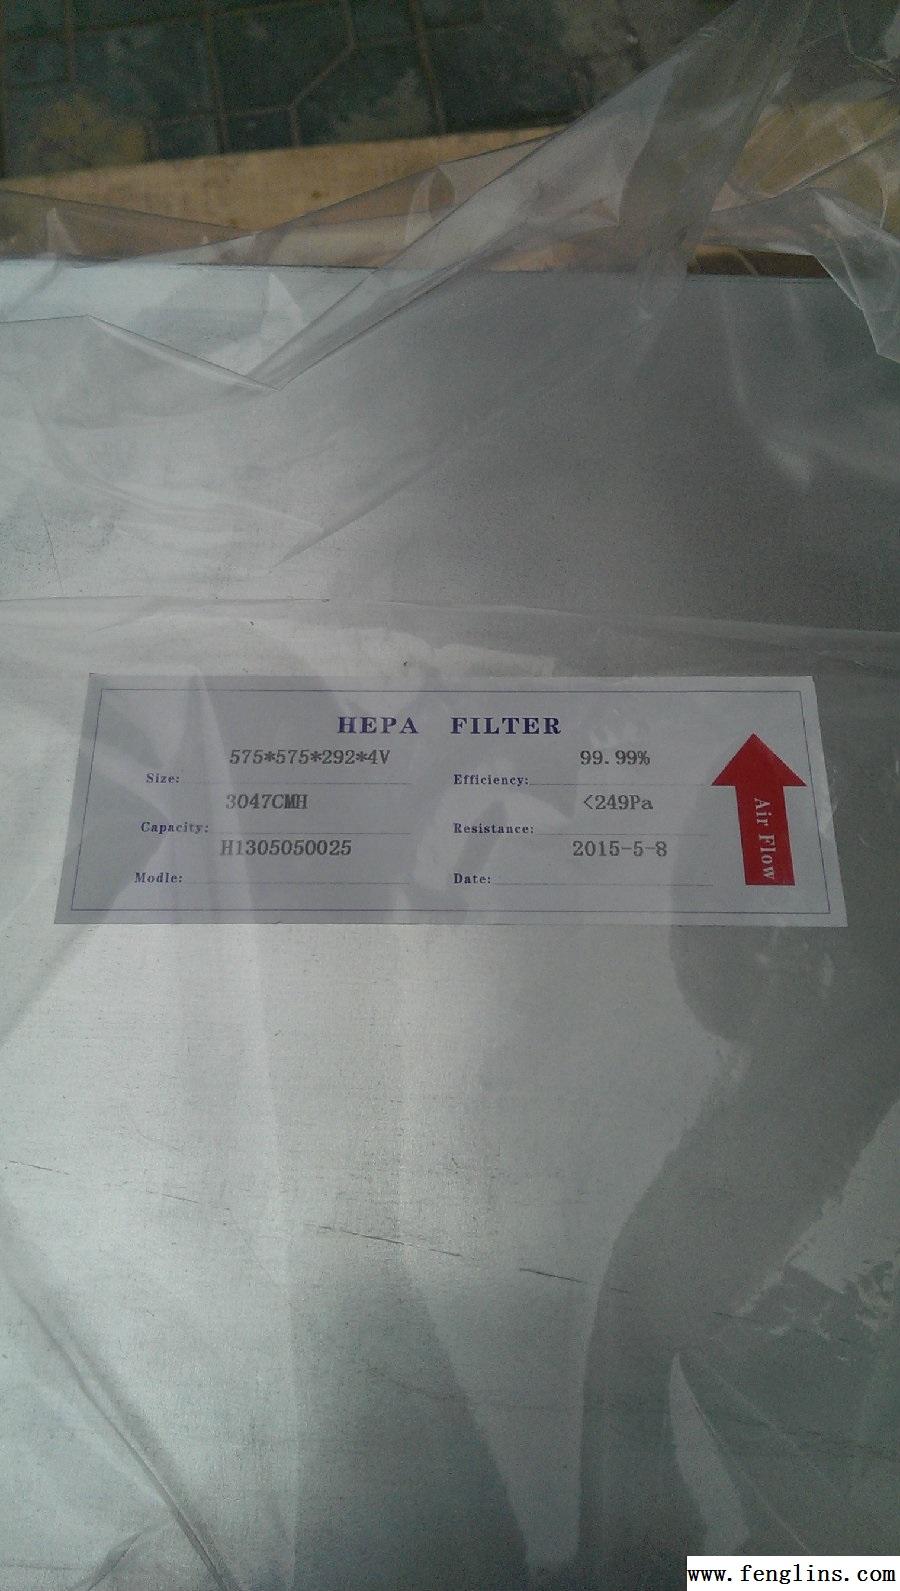 HEPA FILTER
575*575*292*4V
Size:
99.99%
Efficiency:
3047CMH
Capacity:
<249Pa
Resistance:
H1305050025
Modle:
2015-5-8
Date:
Air Flow
www.fenglins.com